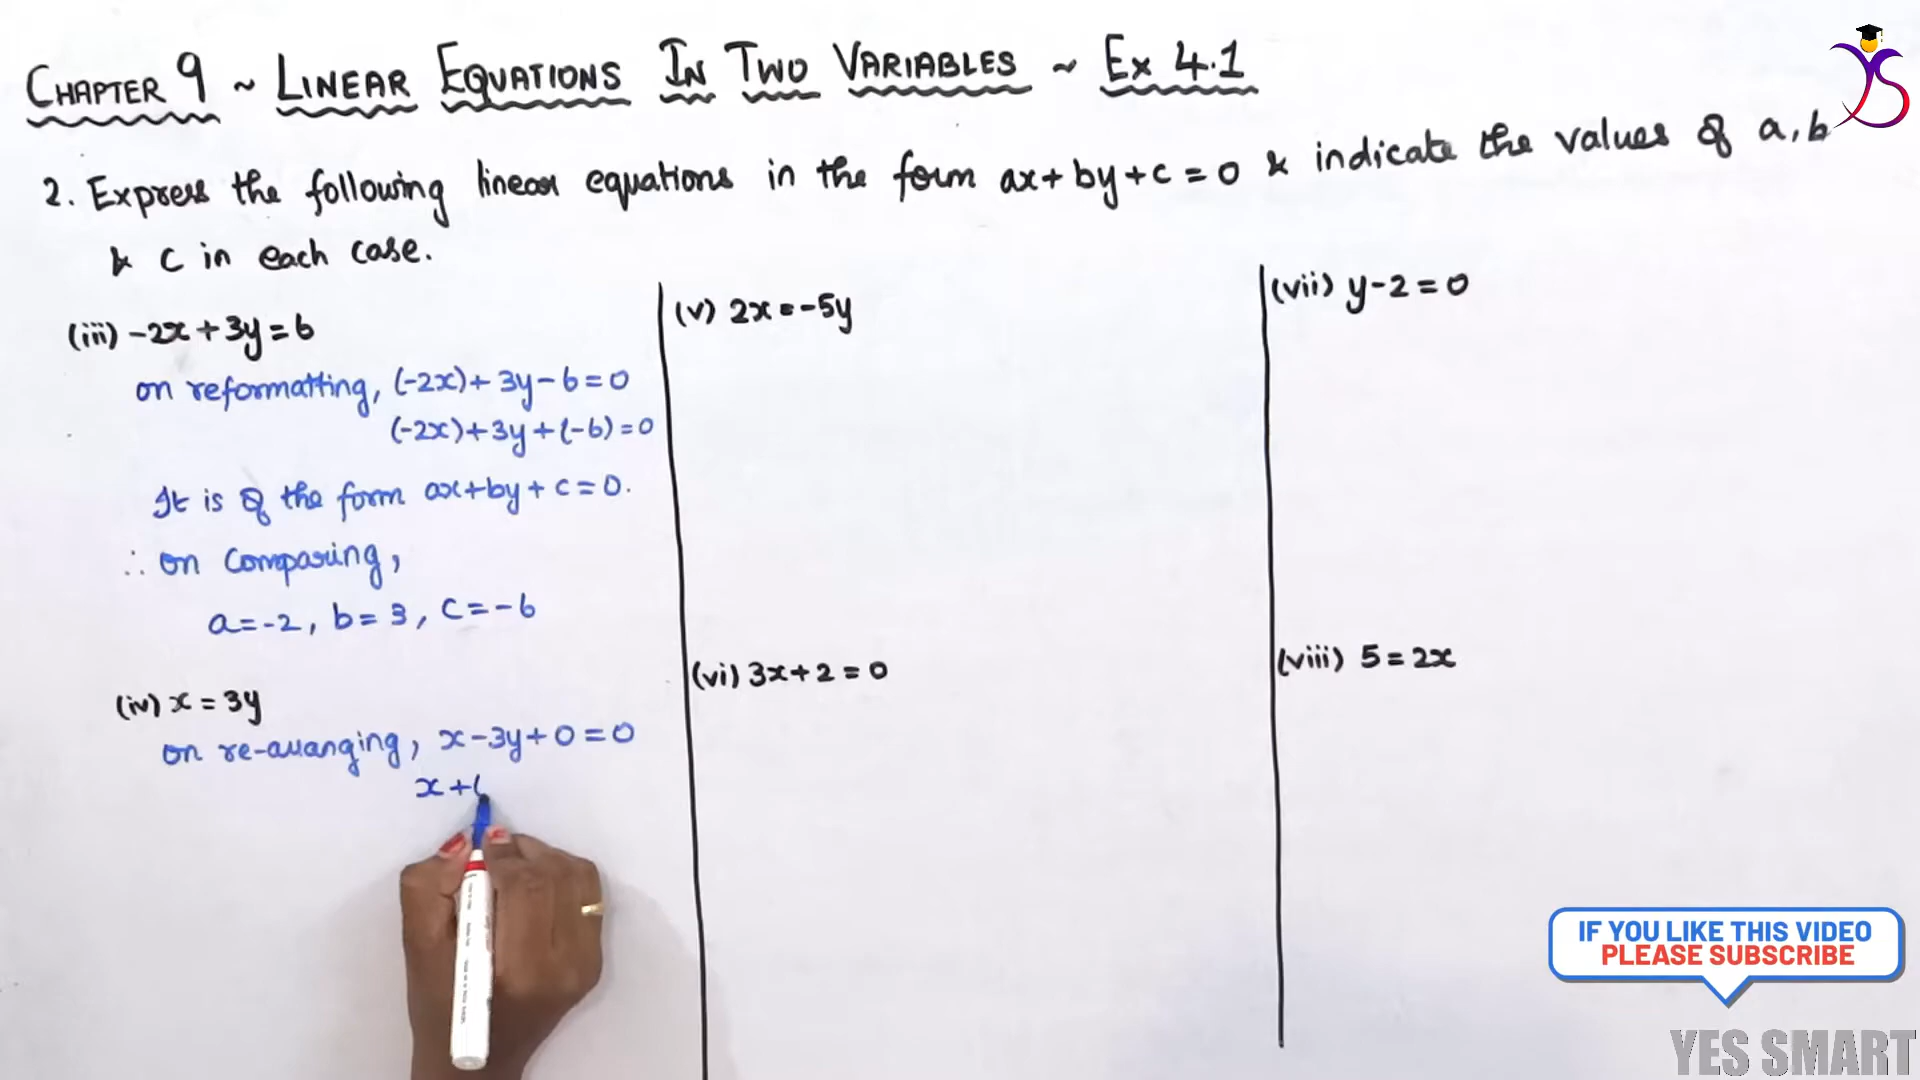 CHAPTER 9 ~ LINEAR EQUATIONS IN TWO VARIABLES ~ EX 4.1
2. Express the following linear equations in the form ax+by+c=0 & indicate the values of a, b
& c in each case.
(iii) -2x+3y=6
on reformatting, (-2x)+3y-6=0
(-2x)+3y+(-6)=0
It is of the form ax+by+c=0.
∴ on comparing,
a=-2, b=3, c=-6
(iv) x=3y
on re-arranging, x-3y+0=0
x+(
(v) 2x=-5y
(vi) 3x+2=0
(vii) y-2=0
(viii) 5=2x
IF YOU LIKE THIS VIDEO
PLEASE SUBSCRIBE
YES SMART